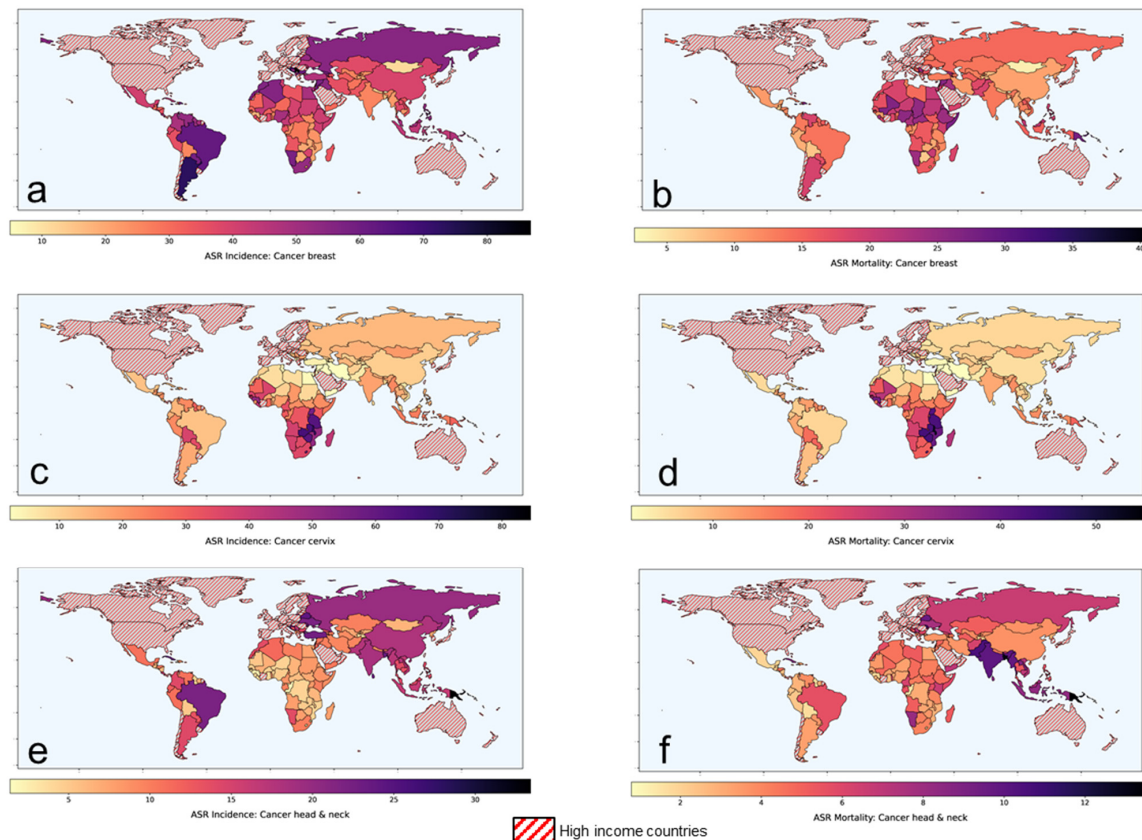 a
b
10 20 30 40 50 60 70 80
ASR Incidence: Cancer breast
5 10 15 20 25 30 35 40
ASR Mortality: Cancer breast
c
d
10 20 30 40 50 60 70 80
ASR Incidence: Cancer cervix
10 20 30 40 50
ASR Mortality: Cancer cervix
e
f
5 10 15 20 25 30
ASR Incidence: Cancer head & neck
2 4 6 8 10 12
ASR Mortality: Cancer head & neck
High income countries